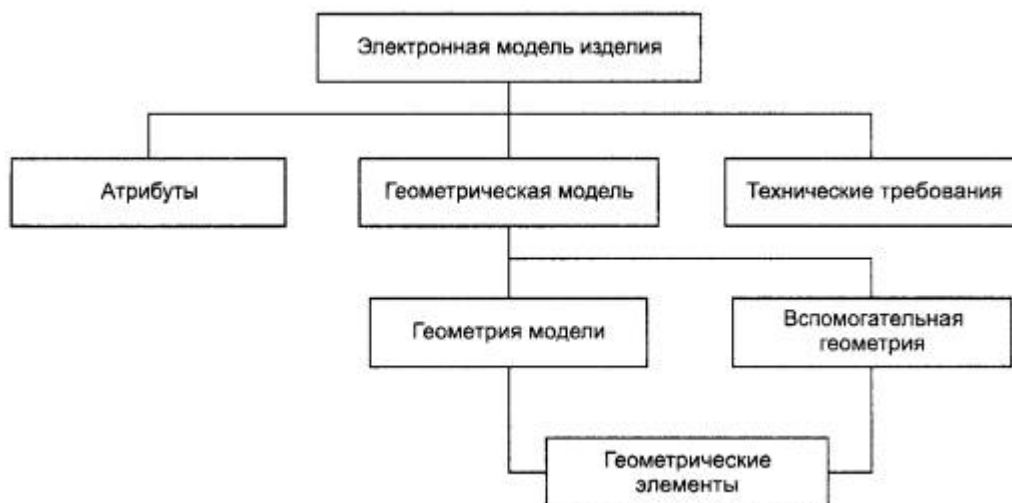 Электронная модель изделия
Атрибуты
Геометрическая модель
Технические требования
Геометрия модели
Вспомогательная
геометрия
Геометрические
элементы